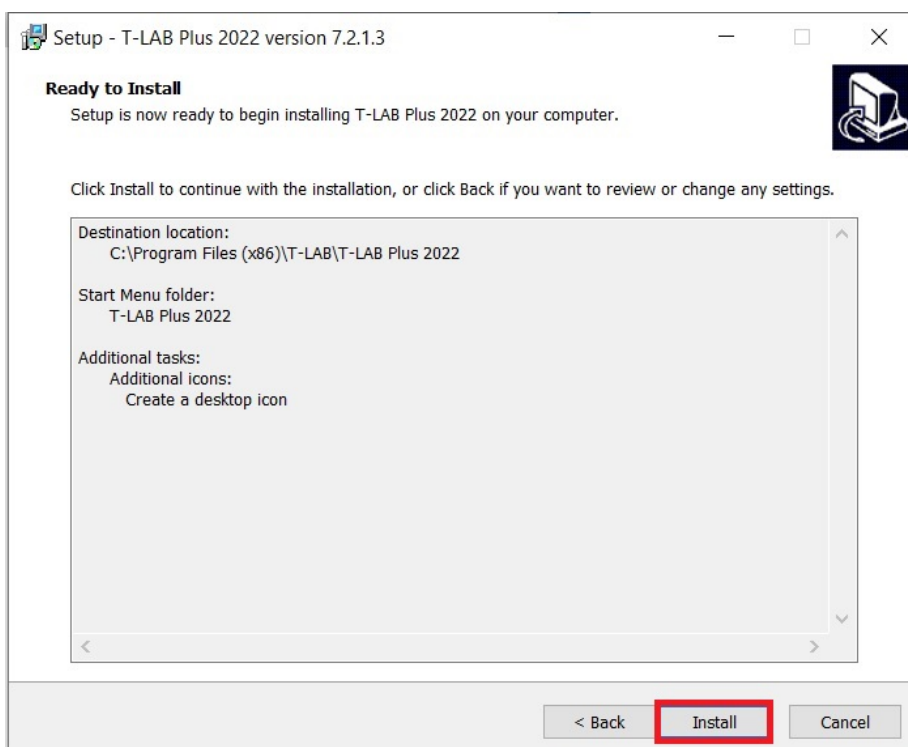 Setup - T-LAB Plus 2022 version 7.2.1.3
Ready to Install
Setup is now ready to begin installing T-LAB Plus 2022 on your computer.
Click Install to continue with the installation, or click Back if you want to review or change any settings.
Destination location:
C:\Program Files (x86)\T-LAB\T-LAB Plus 2022
Start Menu folder:
T-LAB Plus 2022
Additional tasks:
Additional icons:
Create a desktop icon
< Back
Install
Cancel